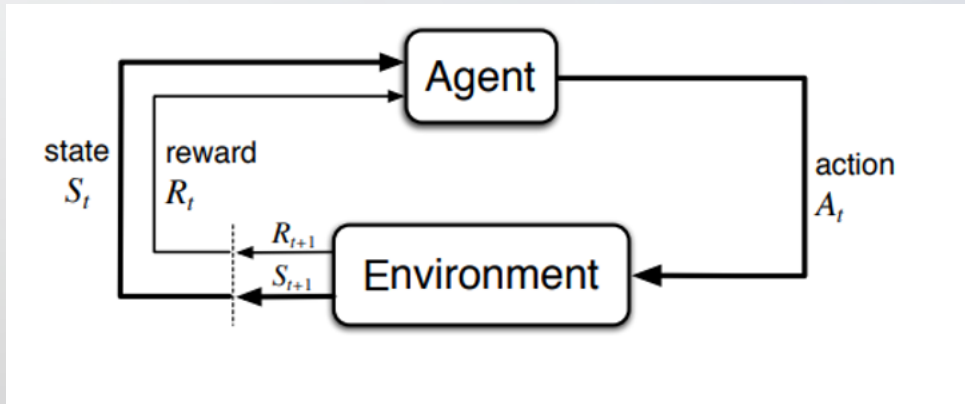 Agent
state
S_t
reward
R_t
action
A_t
R_{t+1}
S_{t+1}
Environment